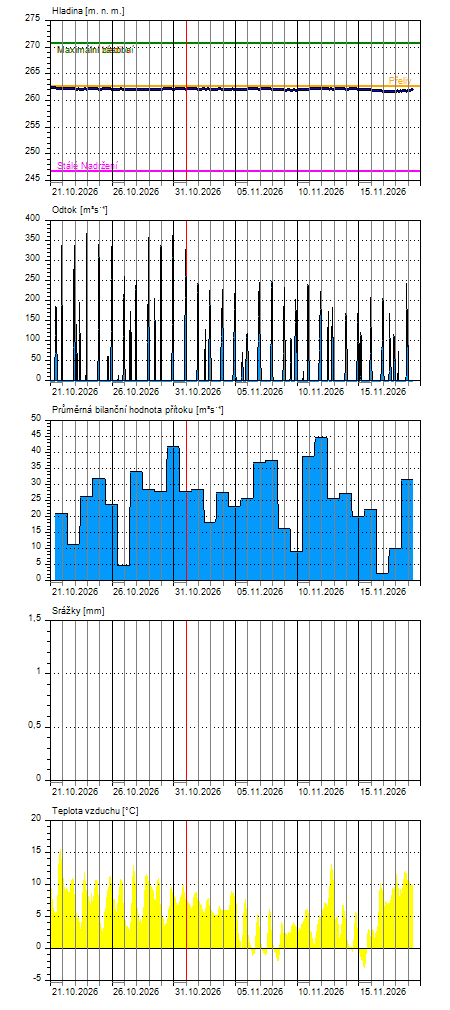 Hladina [m. n. m.]
275
270
265
260
255
250
245
Maximální
Přeliv
Stálé Nadržení
21.10.2026 26.10.2026 31.10.2026 05.11.2026 10.11.2026 15.11.2026
Odtok [m³s⁻¹]
400
350
300
250
200
150
100
50
0
21.10.2026 26.10.2026 31.10.2026 05.11.2026 10.11.2026 15.11.2026
Průměrná bilanční hodnota přítoku [m³s⁻¹]
50
45
40
35
30
25
20
15
10
5
0
21.10.2026 26.10.2026 31.10.2026 05.11.2026 10.11.2026 15.11.2026
Srážky [mm]
1,5
1
0,5
0
21.10.2026 26.10.2026 31.10.2026 05.11.2026 10.11.2026 15.11.2026
Teplota vzduchu [°C]
20
15
10
5
0
-5
21.10.2026 26.10.2026 31.10.2026 05.11.2026 10.11.2026 15.11.2026